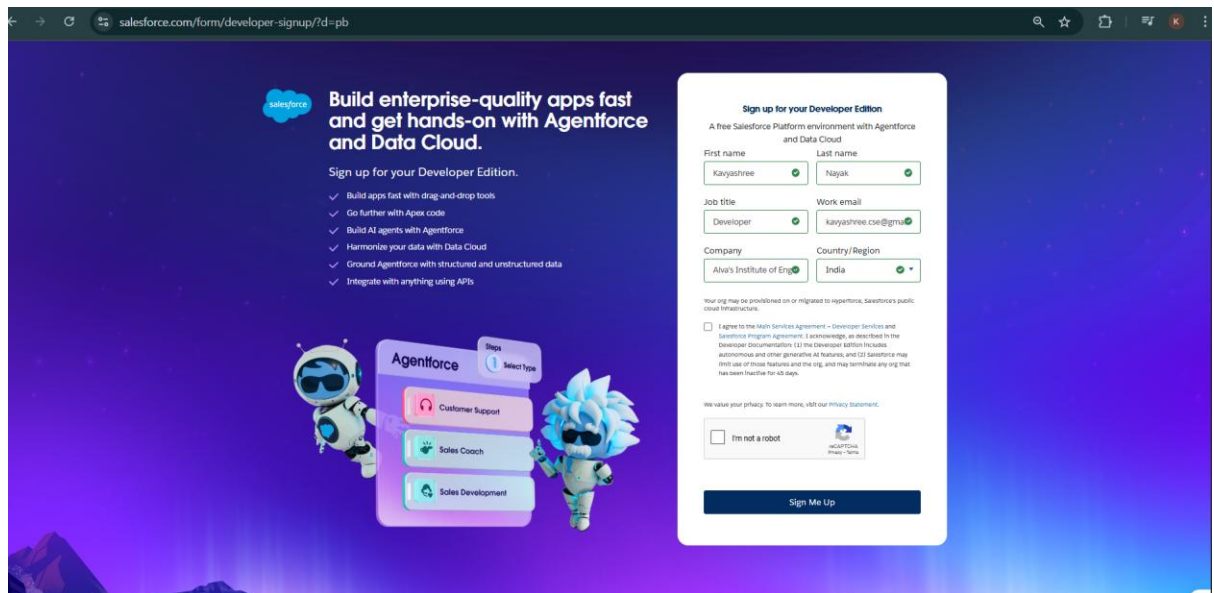 salesforce.com/form/developer-signup/?d=pb
K
salesforce
Build enterprise-quality apps fast
and get hands-on with Agentforce
and Data Cloud.
Sign up for your Developer Edition.
Build apps fast with drag-and-drop tools
Go further with Apex code
Build AI agents with Agentforce
Harmonize your data with Data Cloud
Ground Agentforce with structured and unstructured data
Integrate with anything using APIs
Agentforce
Steps
1 Select Type
Customer Support
Sales Coach
Sales Development
Sign up for your Developer Edition
A free Salesforce Platform environment with Agentforce
and Data Cloud
First name Last name
Kavyashree Nayak
Job title Work email
Developer kavyashree.cse@gma
Company Country/Region
Alva's Institute of Eng India
Your org may be provisioned on or migrated to Hyperforce, Salesforce's public
cloud infrastructure.
I agree to the Main Services Agreement – Developer Services and
Salesforce Program Agreement. I acknowledge, as described in the
Developer Documentation: (1) the Developer Edition includes
autonomous and other generative AI features; and (2) Salesforce may
limit use of those features and the org, and may terminate any org that
has been inactive for 45 days.
We value your privacy. To learn more, visit our Privacy Statement.
I'm not a robot
reCAPTCHA
Privacy - Terms
Sign Me Up